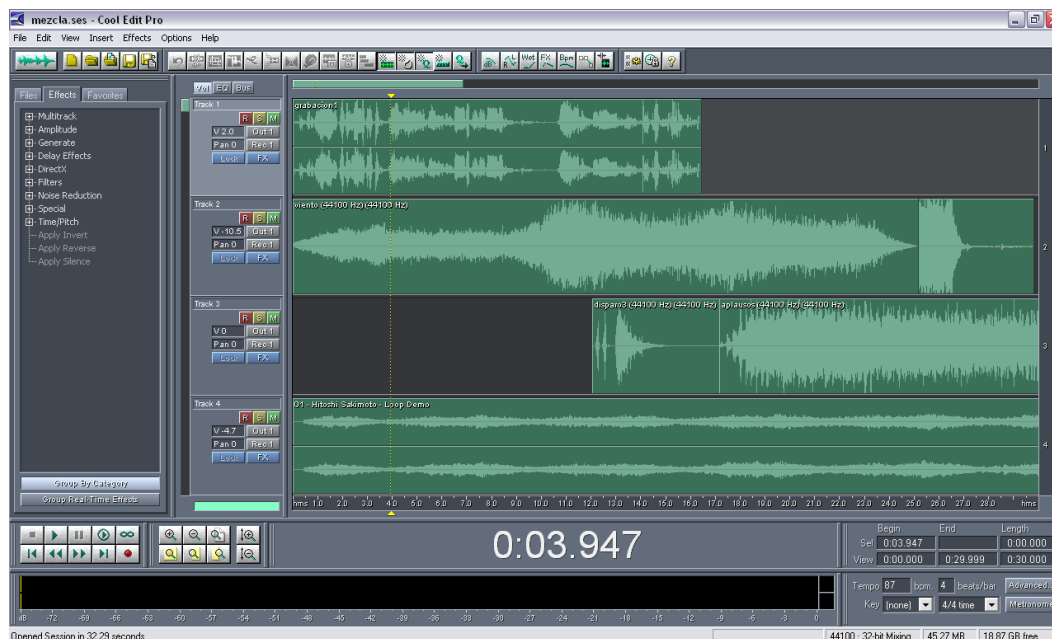 mezcla.ses - Cool Edit Pro
File Edit View Insert Effects Options Help
Files Effects Favorites
Multitrack
Amplitude
Generate
Delay Effects
DirectX
Filters
Noise Reduction
Special
Time/Pitch
Apply Invert
Apply Reverse
Apply Silence
Group By Category
Group Real-Time Effects
Vol EQ Bus
Track 1
R S M
V 2.0 Out 1
Pan 0 Rec 1
Lock FX
grabacion1
1
Track 2
R S M
V -10.5 Out 1
Pan 0 Rec 1
Lock FX
viento (44100 Hz) (44100 Hz)
2
Track 3
R S M
V 0 Out 1
Pan 0 Rec 1
Lock FX
disparo3 (44100 Hz) (44100 Hz) aplausos (44100 Hz) (44100 Hz)
3
Track 4
R S M
V -4.7 Out 1
Pan 0 Rec 1
Lock FX
01 - Hitoshi Sakimoto - Loop Demo
4
hms 1.0 2.0 3.0 4.0 5.0 6.0 7.0 8.0 9.0 10.0 11.0 12.0 13.0 14.0 15.0 16.0 17.0 18.0 19.0 20.0 21.0 22.0 23.0 24.0 25.0 26.0 27.0 28.0 hms
0:03.947
Begin End Length
Sel 0:03.947 0:00.000
View 0:00.000 0:29.999 0:30.000
Tempo 87 bpm, 4 beats/bar Advanced...
Key (none) 4/4 time Metronome
dB -72 -69 -66 -63 -60 -57 -54 -51 -48 -45 -42 -39 -36 -33 -30 -27 -24 -21 -18 -15 -12 -9 -6 -3 0
Opened Session in 32.29 seconds
44100 · 32-bit Mixing 45.27 MB 18.87 GB free